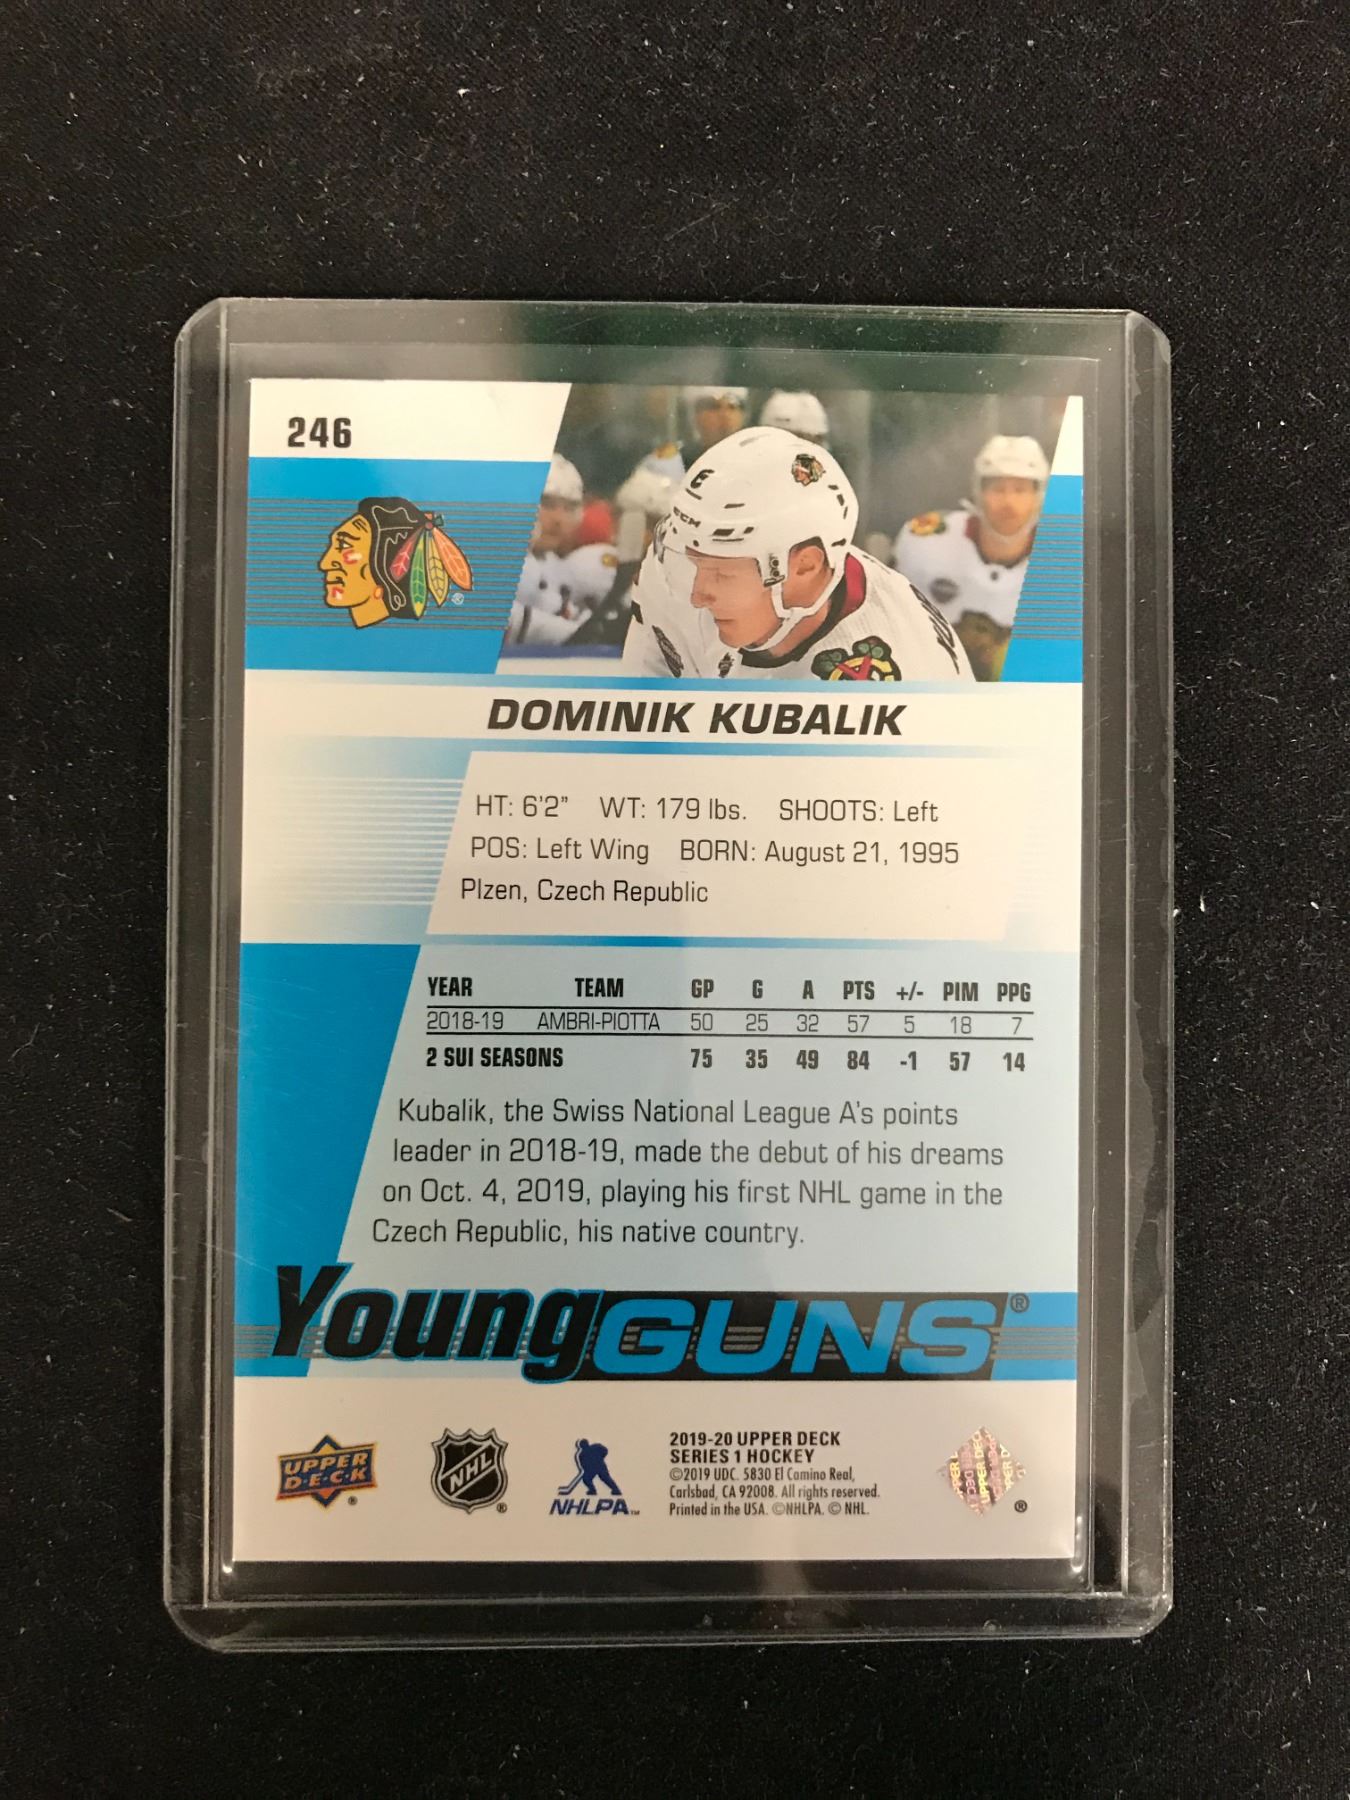 246
E
CCM
DOMINIK KUBALIK
HT: 6'2" WT: 179 lbs. SHOOTS: Left
POS: Left Wing BORN: August 21, 1995
Plzen, Czech Republic
YEAR TEAM GP G A PTS +/- PIM PPG
2018-19 AMBRI-PIOTTA 50 25 32 57 5 18 7
2 SUI SEASONS 75 35 49 84 -1 57 14
Kubalik, the Swiss National League A's points
leader in 2018-19, made the debut of his dreams
on Oct. 4, 2019, playing his first NHL game in the
Czech Republic, his native country.
Young GUNS®
UPPER
D·E·C·K
®
NHL
®
NHLPA™
2019-20 UPPER DECK
SERIES 1 HOCKEY
©2019 UDC. 5830 El Camino Real,
Carlsbad, CA 92008. All rights reserved.
Printed in the USA. ©NHLPA. © NHL.
UPPER DECK
®